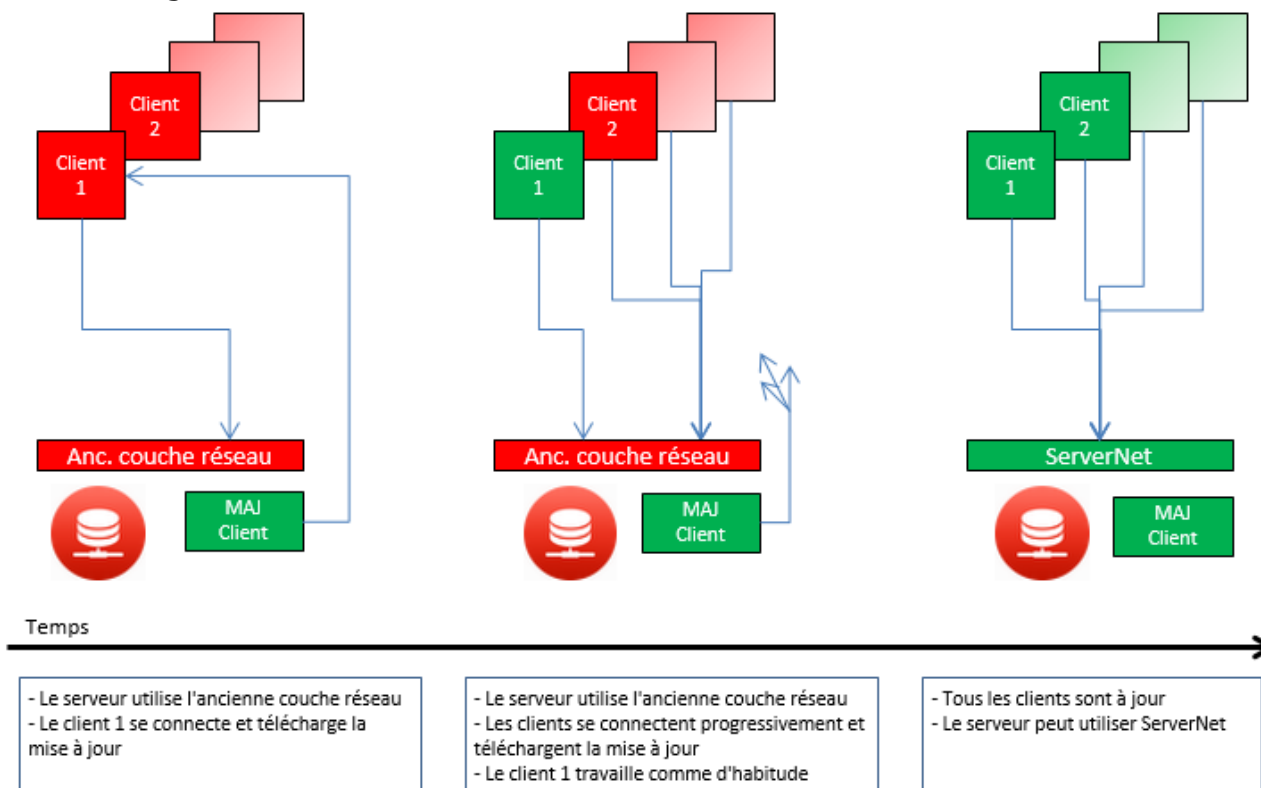 Client
2
Client
1
Anc. couche réseau
MAJ
Client
Client
2
Client
1
Anc. couche réseau
MAJ
Client
Client
2
Client
1
ServerNet
MAJ
Client
Temps
- Le serveur utilise l'ancienne couche réseau
- Le client 1 se connecte et télécharge la
mise à jour
- Le serveur utilise l'ancienne couche réseau
- Les clients se connectent progressivement et
téléchargent la mise à jour
- Le client 1 travaille comme d'habitude
- Tous les clients sont à jour
- Le serveur peut utiliser ServerNet